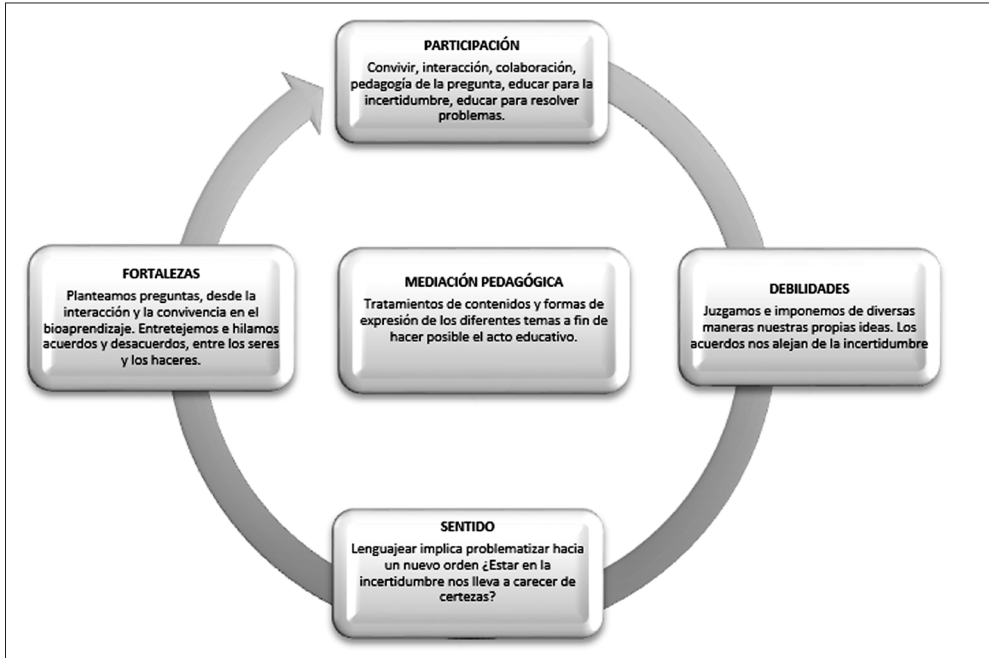 PARTICIPACIÓN
Convivir, interacción, colaboración,
pedagogía de la pregunta, educar para la
incertidumbre, educar para resolver
problemas.
FORTALEZAS
Planteamos preguntas, desde la
interacción y la convivencia en el
bioaprendizaje. Entretejemos e hilamos
acuerdos y desacuerdos, entre los seres
y los haceres.
MEDIACIÓN PEDAGÓGICA
Tratamientos de contenidos y formas de
expresión de los diferentes temas a fin de
hacer posible el acto educativo.
DEBILIDADES
Juzgamos e imponemos de diversas
maneras nuestras propias ideas. Los
acuerdos nos alejan de la incertidumbre
SENTIDO
Lenguajear implica problematizar hacia
un nuevo orden ¿Estar en la
incertidumbre nos lleva a carecer de
certezas?